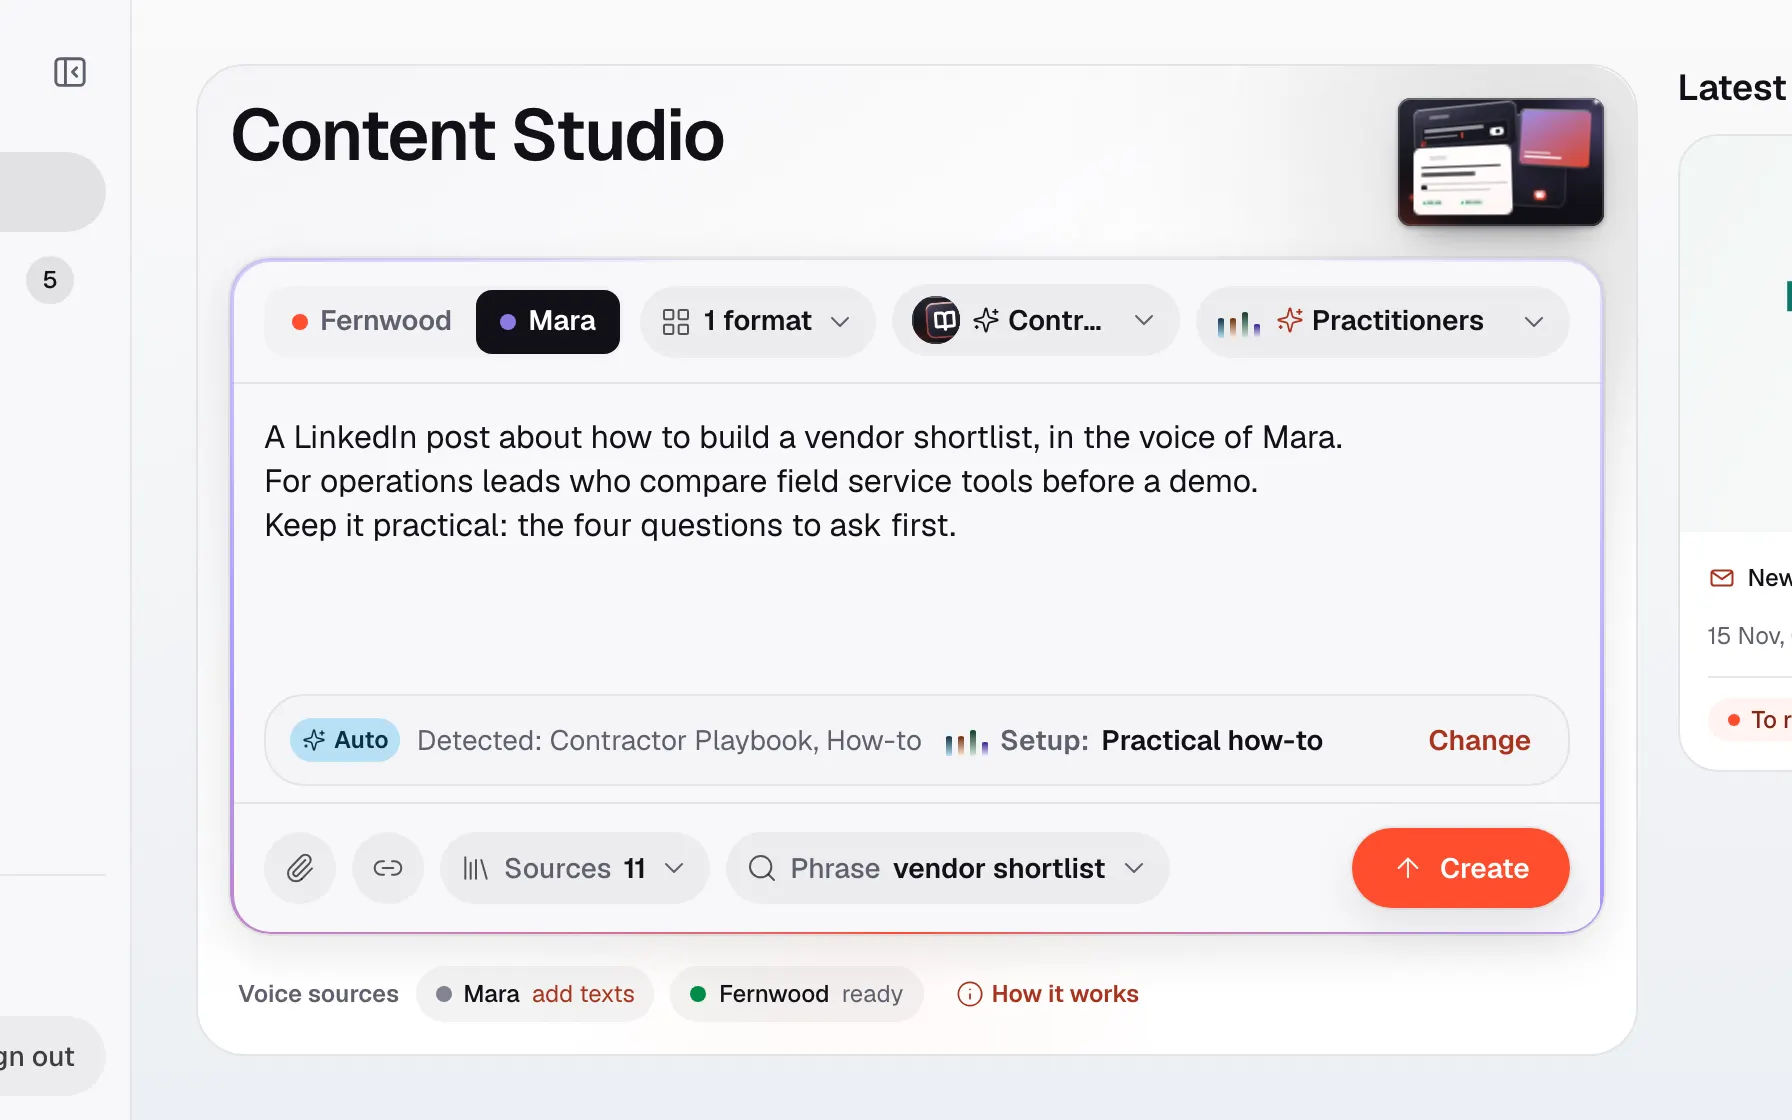 Content Studio
Latest
5
Fernwood Mara 1 format Contr... Practitioners
A LinkedIn post about how to build a vendor shortlist, in the voice of Mara.
For operations leads who compare field service tools before a demo.
Keep it practical: the four questions to ask first.
Auto Detected: Contractor Playbook, How-to Setup: Practical how-to Change
Sources 11 Phrase vendor shortlist Create
Voice sources Mara add texts Fernwood ready How it works
gn out
New
15 Nov,
To r